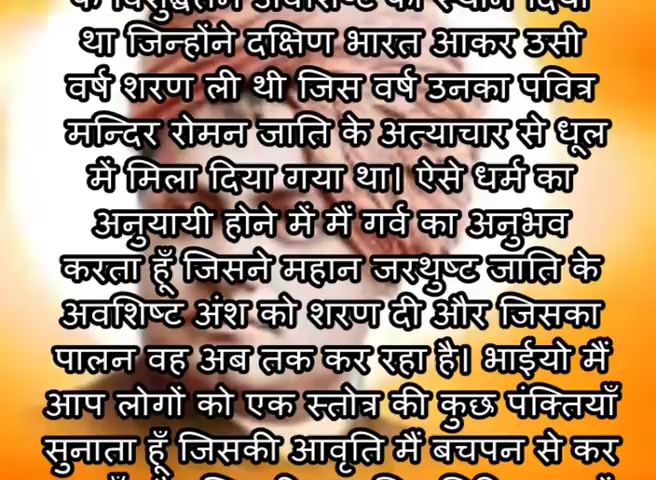 के विशुद्धतम अवशिष्ट को स्थान दिया
था जिन्होंने दक्षिण भारत आकर उसी
वर्ष शरण ली थी जिस वर्ष उनका पवित्र
मन्दिर रोमन जाति के अत्याचार से धूल
में मिला दिया गया था। ऐसे धर्म का
अनुयायी होने में मैं गर्व का अनुभव
करता हूँ जिसने महान जरथुष्ट जाति के
अवशिष्ट अंश को शरण दी और जिसका
पालन वह अब तक कर रहा है। भाईयो मैं
आप लोगों को एक स्तोत्र की कुछ पंक्तियाँ
सुनाता हूँ जिसकी आवृति मैं बचपन से कर